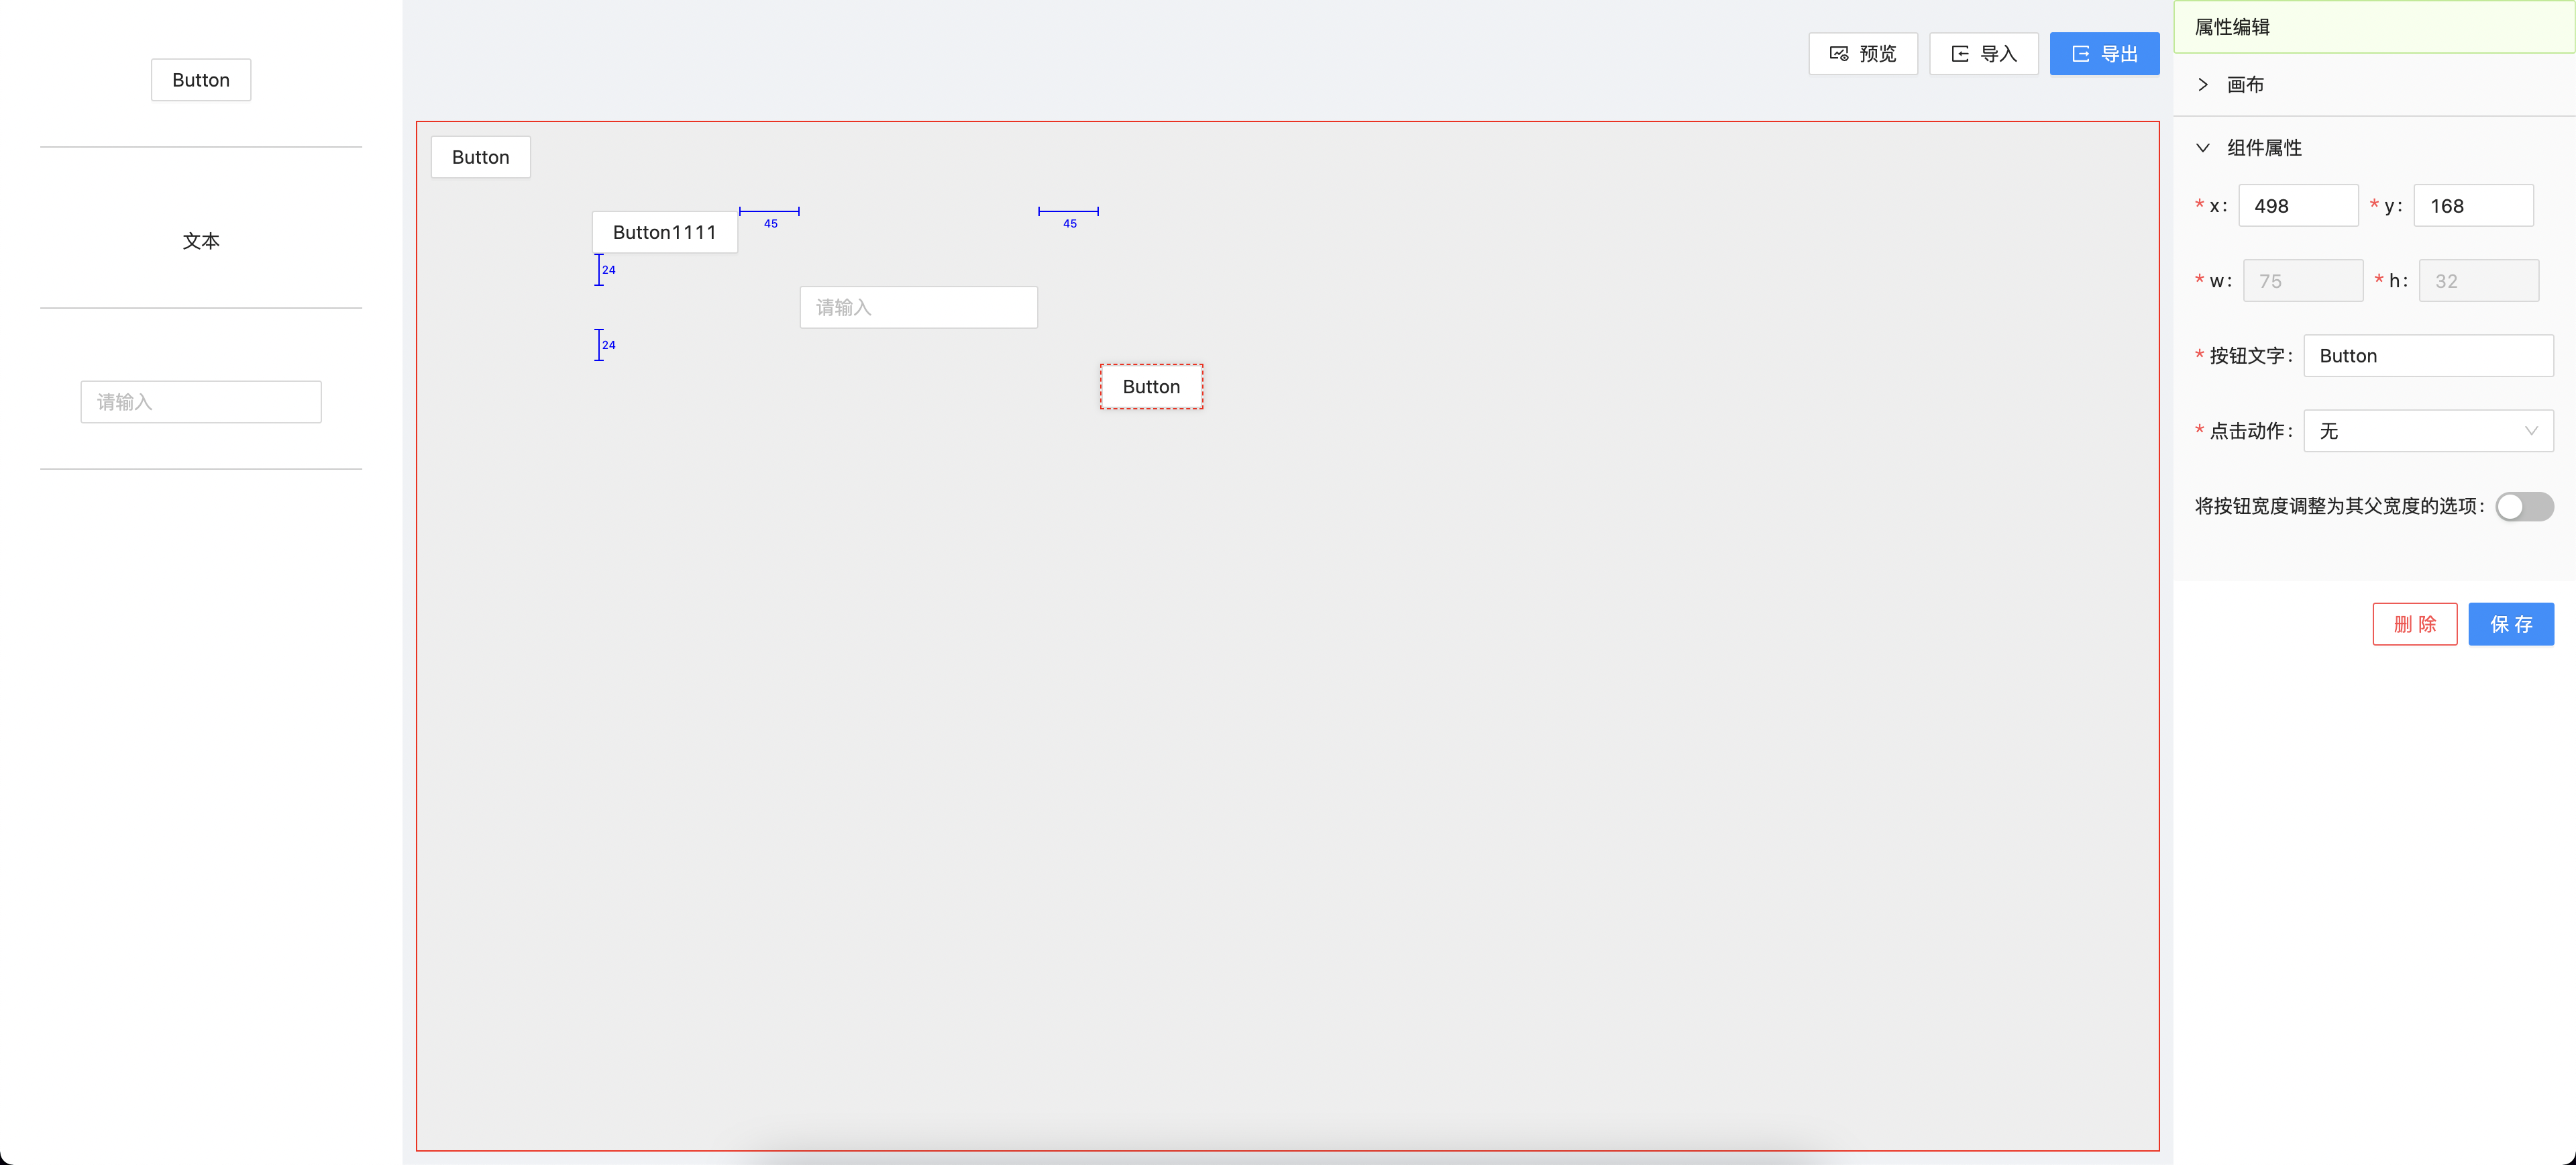 Button
文本
请输入
预览
导入
导出
Button
Button1111
45
45
24
请输入
24
Button
属性编辑
画布
组件属性
* x: 498 * y: 168
* w: 75 * h: 32
* 按钮文字: Button
* 点击动作: 无
将按钮宽度调整为其父宽度的选项:
删 除
保 存